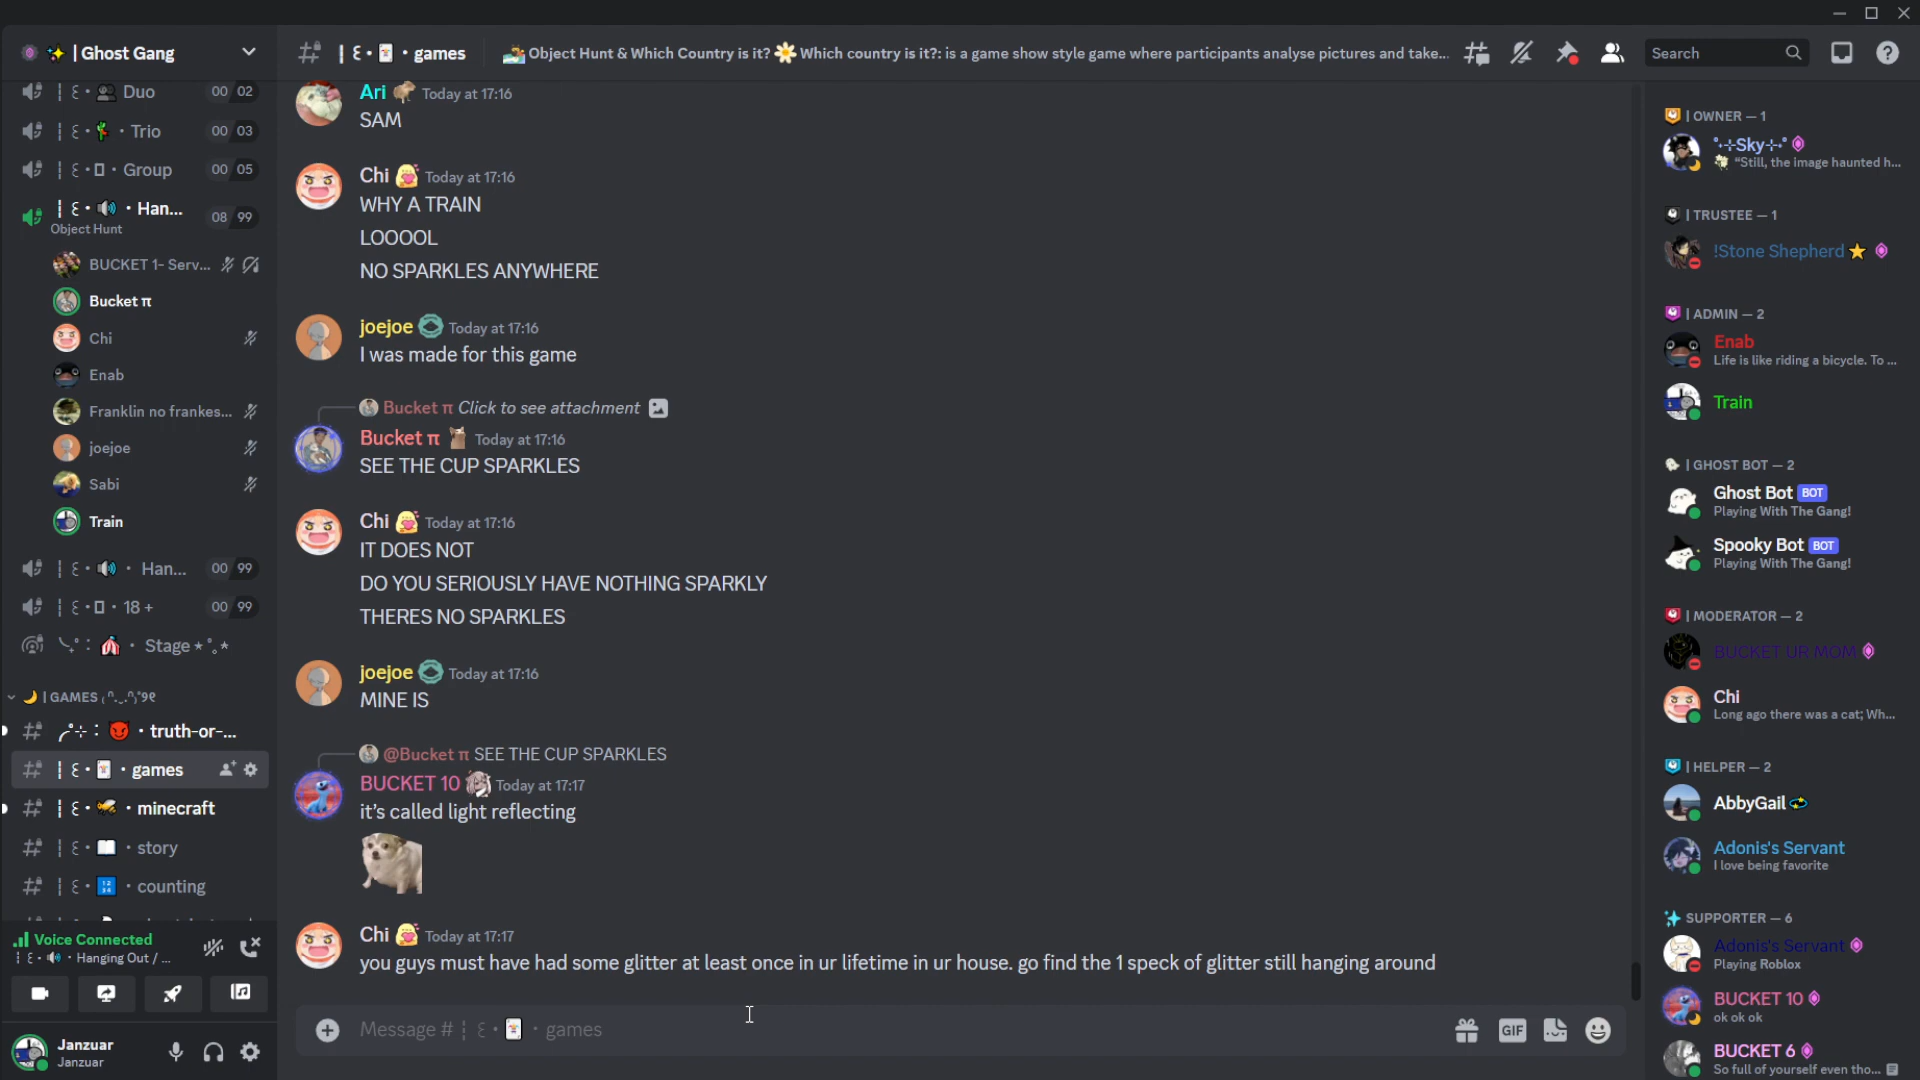 | Ghost Gang
Duo 00 02
Trio 00 03
Group 00 05
Han... 08 99
Object Hunt
BUCKET 1- Serv...
Bucket π
Chi
Enab
Franklin no frankes...
joejoe
Sabi
Train
Han... 00 99
18 + 00 99
Stage
| GAMES
truth-or-...
games
minecraft
story
counting
Voice Connected
Hanging Out / ...
Janzuar
Janzuar
games
Object Hunt & Which Country is it? Which country is it?: is a game show style game where participants analyse pictures and take...
Search
Ari Today at 17:16
SAM
Chi Today at 17:16
WHY A TRAIN
LOOOOL
NO SPARKLES ANYWHERE
joejoe Today at 17:16
I was made for this game
Bucket π Click to see attachment
Bucket π Today at 17:16
SEE THE CUP SPARKLES
Chi Today at 17:16
IT DOES NOT
DO YOU SERIOUSLY HAVE NOTHING SPARKLY
THERES NO SPARKLES
joejoe Today at 17:16
MINE IS
@Bucket π SEE THE CUP SPARKLES
BUCKET 10 Today at 17:17
it's called light reflecting
Chi Today at 17:17
you guys must have had some glitter at least once in ur lifetime in ur house. go find the 1 speck of glitter still hanging around
Message # games
GIF
| OWNER — 1
Sky
"Still, the image haunted h...
| TRUSTEE — 1
!Stone Shepherd
| ADMIN — 2
Enab
Life is like riding a bicycle. To ...
Train
| GHOST BOT — 2
Ghost Bot BOT
Playing With The Gang!
Spooky Bot BOT
Playing With The Gang!
| MODERATOR — 2
BUCKET UR MOM
Chi
Long ago there was a cat; Wh...
| HELPER — 2
AbbyGail
Adonis's Servant
I love being favorite
SUPPORTER — 6
Adonis's Servant
Playing Roblox
BUCKET 10
ok ok ok
BUCKET 6
So full of yourself even tho...